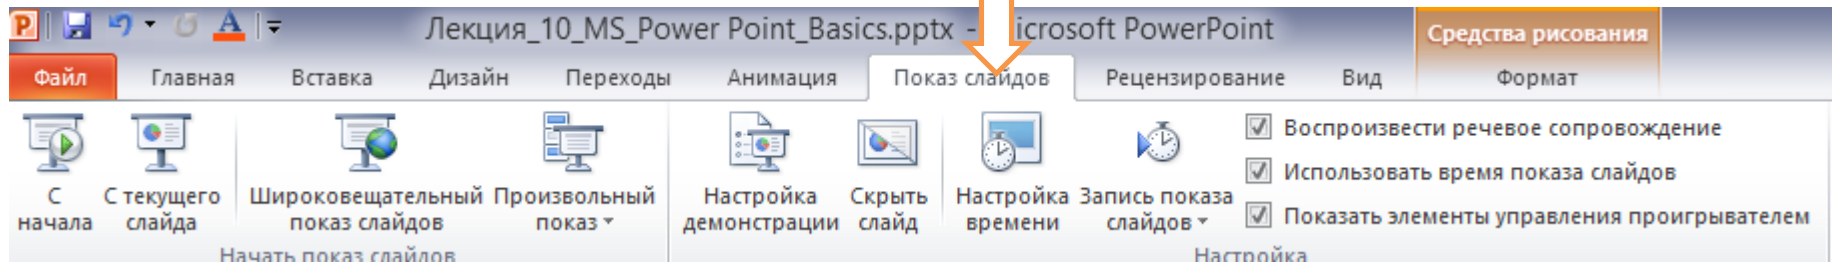 Лекция_10_MS_Power Point_Basics.pptx - icrosoft PowerPoint
Средства рисования
Файл Главная Вставка Дизайн Переходы Анимация Показ слайдов Рецензирование Вид Формат
С начала
С текущего слайда
Широковещательный показ слайдов
Произвольный показ
Начать показ слайдов
Настройка демонстрации
Скрыть слайд
Настройка времени
Запись показа слайдов
Воспроизвести речевое сопровождение
Использовать время показа слайдов
Показать элементы управления проигрывателем
Настройка